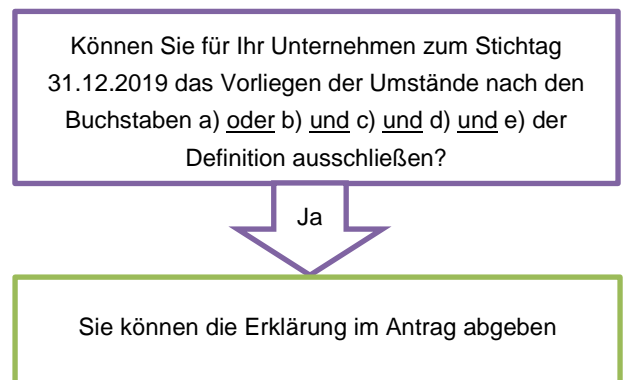 Können Sie für Ihr Unternehmen zum Stichtag
31.12.2019 das Vorliegen der Umstände nach den
Buchstaben a) oder b) und c) und d) und e) der
Definition ausschließen?
Ja
Sie können die Erklärung im Antrag abgeben